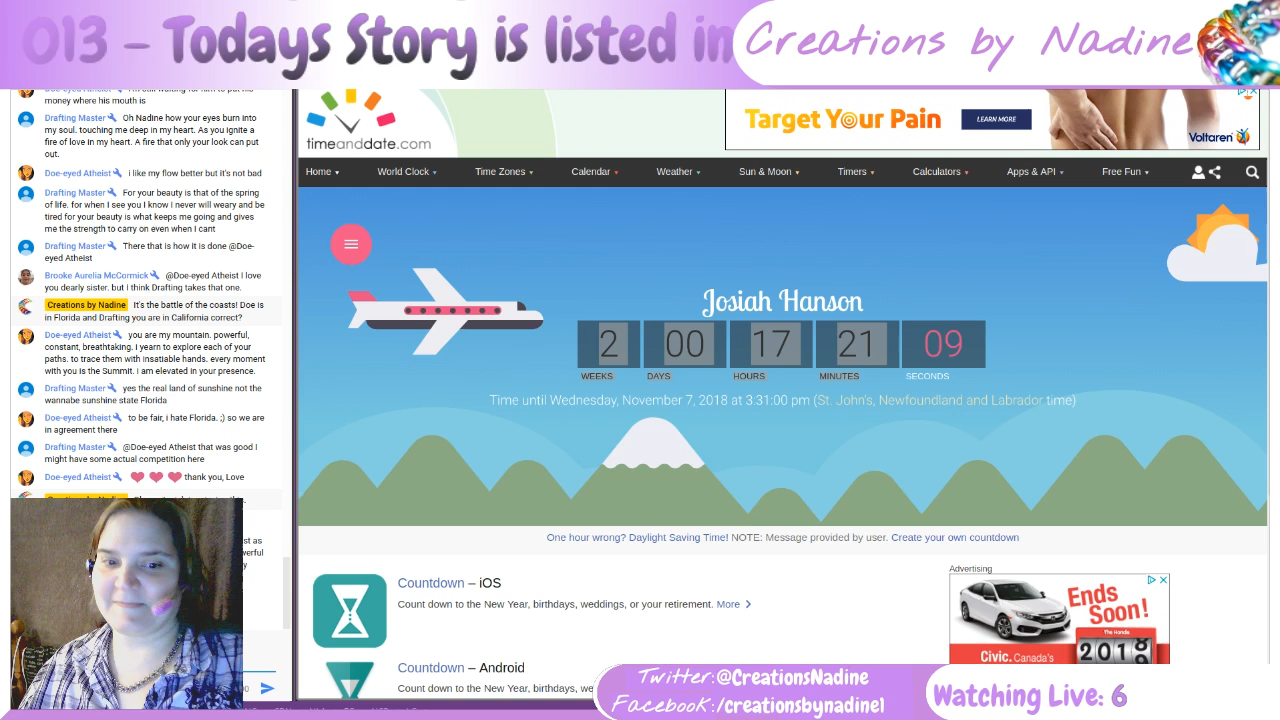 013 – Todays Story is listed in
Creations by Nadine
money where his mouth is
Drafting Master Oh Nadine how your eyes burn into
my soul. touching me deep in my heart. As you ignite a
fire of love in my heart. A fire that only your look can put
out.
Doe-eyed Atheist i like my flow better but it's not bad
Drafting Master For your beauty is that of the spring
of life. for when I see you I know i never will weary and be
tired for your beauty is what keeps me going and gives
me the strength to carry on even when I cant
Drafting Master There that is how it is done @Doe-
eyed Atheist
Brooke Aurelia McCormick @Doe-eyed Atheist I love
you dearly sister. but I think Drafting takes that one.
Creations by Nadine It's the battle of the coasts! Doe is
in Florida and Drafting you are in California correct?
Doe-eyed Atheist you are my mountain. powerful,
constant, breathtaking. i yearn to explore each of your
paths. to trace them with insatiable hands. every moment
with you is the Summit. i am elevated in your presence.
Drafting Master yes the real land of sunshine not the
wannabe sunshine state Florida
Doe-eyed Atheist to be fair, i hate Florida. ;) so we are
in agreement there
Drafting Master @Doe-eyed Atheist that was good I
might have some actual competition here
Doe-eyed Atheist ❤ ❤ ❤ thank you, Love
timeanddate.com
Target Your Pain
LEARN MORE
Voltaren
Home World Clock Time Zones Calendar Weather Sun & Moon Timers Calculators Apps & API Free Fun
Josiah Hanson
2 00 17 21 09
WEEKS DAYS HOURS MINUTES SECONDS
Time until Wednesday, November 7, 2018 at 3:31:00 pm (St. John's, Newfoundland and Labrador time)
One hour wrong? Daylight Saving Time! NOTE: Message provided by user. Create your own countdown
Countdown – iOS
Count down to the New Year, birthdays, weddings, or your retirement. More
Countdown – Android
Count down to the New Year, birthdays, we
Advertising
Ends
Soon!
The Honda
2018
Civic. Canada's
Twitter:@CreationsNadine
Facebook:/creationsbynadine1
Watching Live: 6